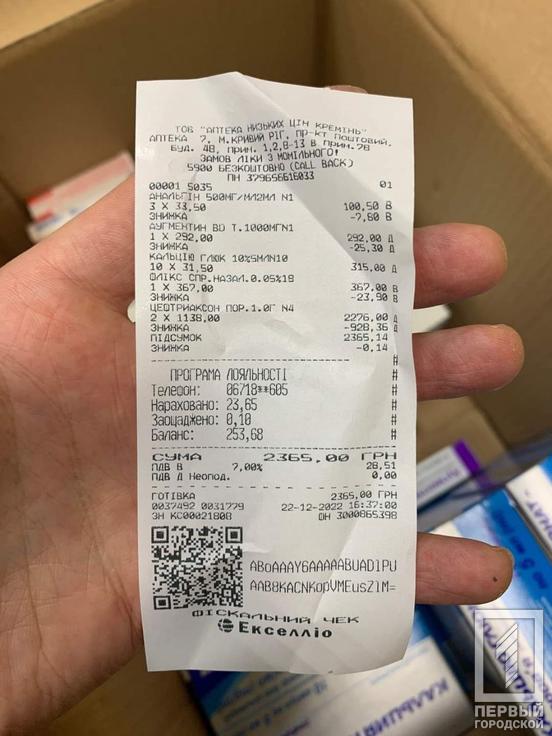 ТОВ "АПТЕКА НИЗЬКИХ ЦІН КРЕМІНЬ"
АПТЕКА 7, М.КРИВИЙ РІГ, ПР-КТ ПОШТОВИЙ,
БУД. 48, ПРИМ. 1,2,8-13 В ПРИМ.78
ЗАМОВ ЛІКИ З МОБІЛЬНОГО!
5900 БЕЗКОШТОВНО (CALL BACK)
ПН 379656616033
00001 5035 01
АНАЛЬГІН 500МГ/МЛ2МЛ N1
3 X 33,50 100,50 В
ЗНИЖКА -7,80 В
АУГМЕНТИН ВО Т.1000МГN1
1 X 292,00 292,00 Д
ЗНИЖКА -25,30 Д
КАЛЬЦІЮ ГЛЮК 10%5МЛN10
10 X 31,50 315,00 Д
ФЛІКС СПР.НАЗАЛ.0.05%18
1 X 367,00 367,00 В
ЗНИЖКА -23,90 В
ЦЕФТРИАКСОН ПОР.1.0Г N4
2 X 1138,00 2276,00 Д
ЗНИЖКА -928,36 Д
ПІДСУМОК 2365,14
ЗНИЖКА -0,14
#
ПРОГРАМА ЛОЯЛЬНОСТІ #
Телефон: 06718**605 #
Нараховано: 23,65 #
Заощаджено: 0,10 #
Баланс: 253,68 #
СУМА 2365,00 ГРН
ПДВ В 7,00% 28,51
ПДВ Д Неопод. 0,00
ГОТІВКА 2365,00 ГРН
0037492 0031779 22-12-2022 16:37:00
ЗН КС00021808 ФН 3000865398
ФІСКАЛЬНИЙ ЧЕК
Екселліо
КАЛЬЦИЯ
ПЕРВЫЙ
ГОРОДСКОЙ